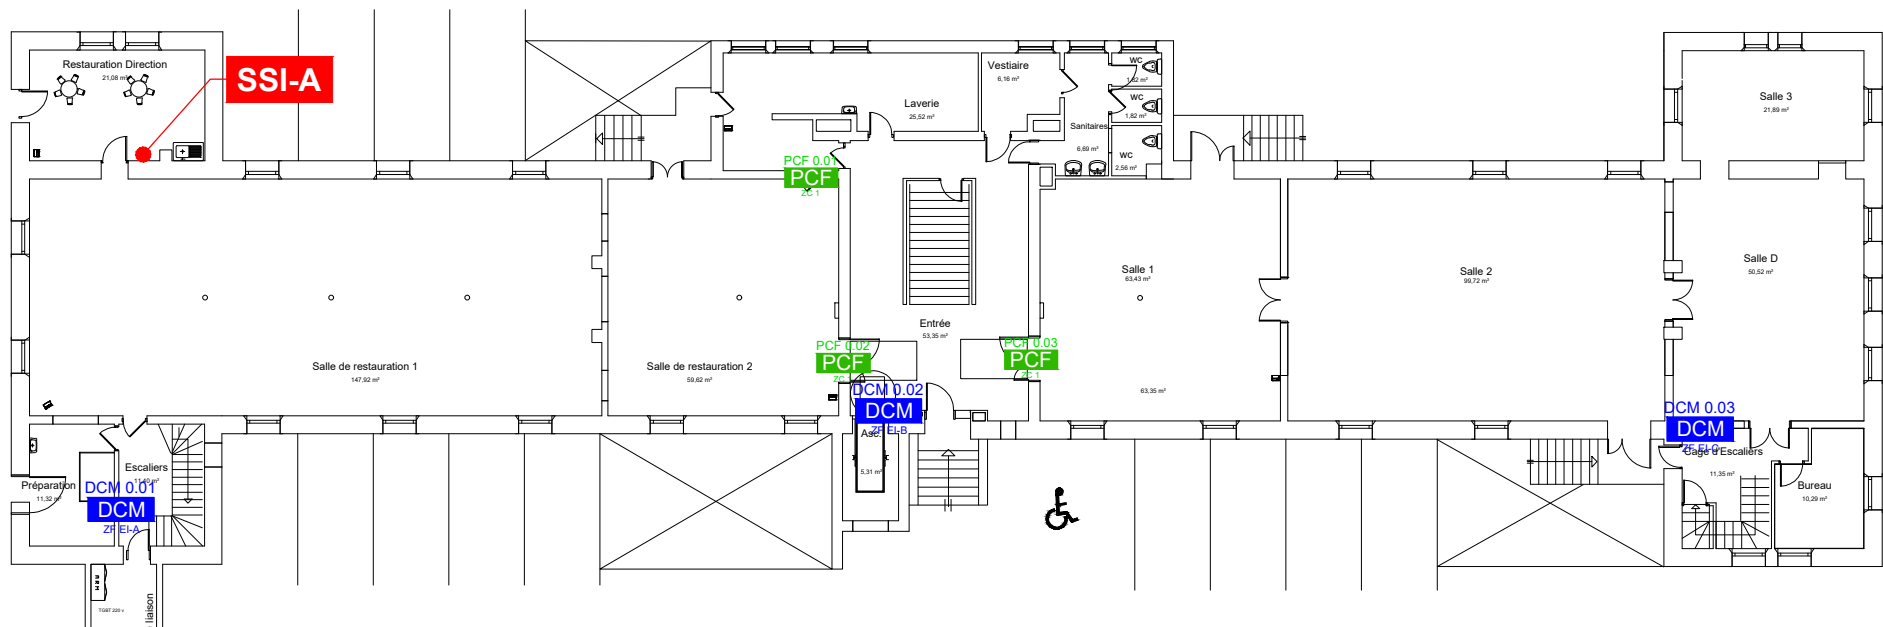 Restauration Direction
21,08 m²
SSI-A
Laverie
25,52 m²
Vestiaire
6,16 m²
WC
1,82 m²
WC
1,82 m²
Sanitaires
6,69 m²
WC
2,56 m²
Salle 3
21,89 m²
PCF 0.01
PCF
ZC 1
Salle 1
63,43 m²
Salle 2
99,72 m²
Salle D
50,52 m²
Entrée
53,35 m²
Salle de restauration 1
147,92 m²
Salle de restauration 2
59,62 m²
PCF 0.02
PCF
PCF 0.03
PCF
ZC 1
63,35 m²
DCM 0.02
DCM
ZF EI-B
Asc.
5,31 m²
DCM 0.03
DCM
Cage d'Escaliers
11,35 m²
Bureau
10,29 m²
Préparation
11,32 m²
Escaliers
DCM 0.01
DCM
ZF EI-A
TGBT 220 v
liaison